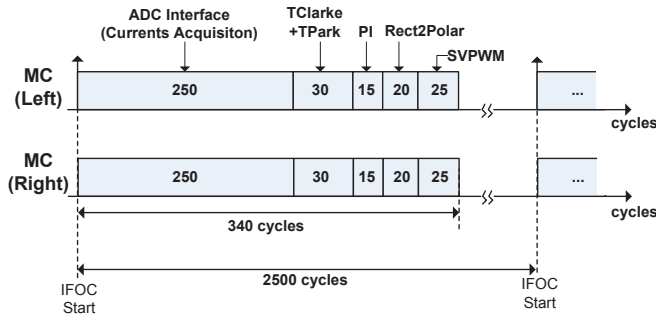 ADC Interface
(Currents Acquisiton)
TClarke
+TPark
PI
Rect2Polar
SVPWM
MC
(Left)
250
30
15
20
25
...
cycles
MC
(Right)
250
30
15
20
25
...
cycles
340 cycles
2500 cycles
IFOC
Start
IFOC
Start